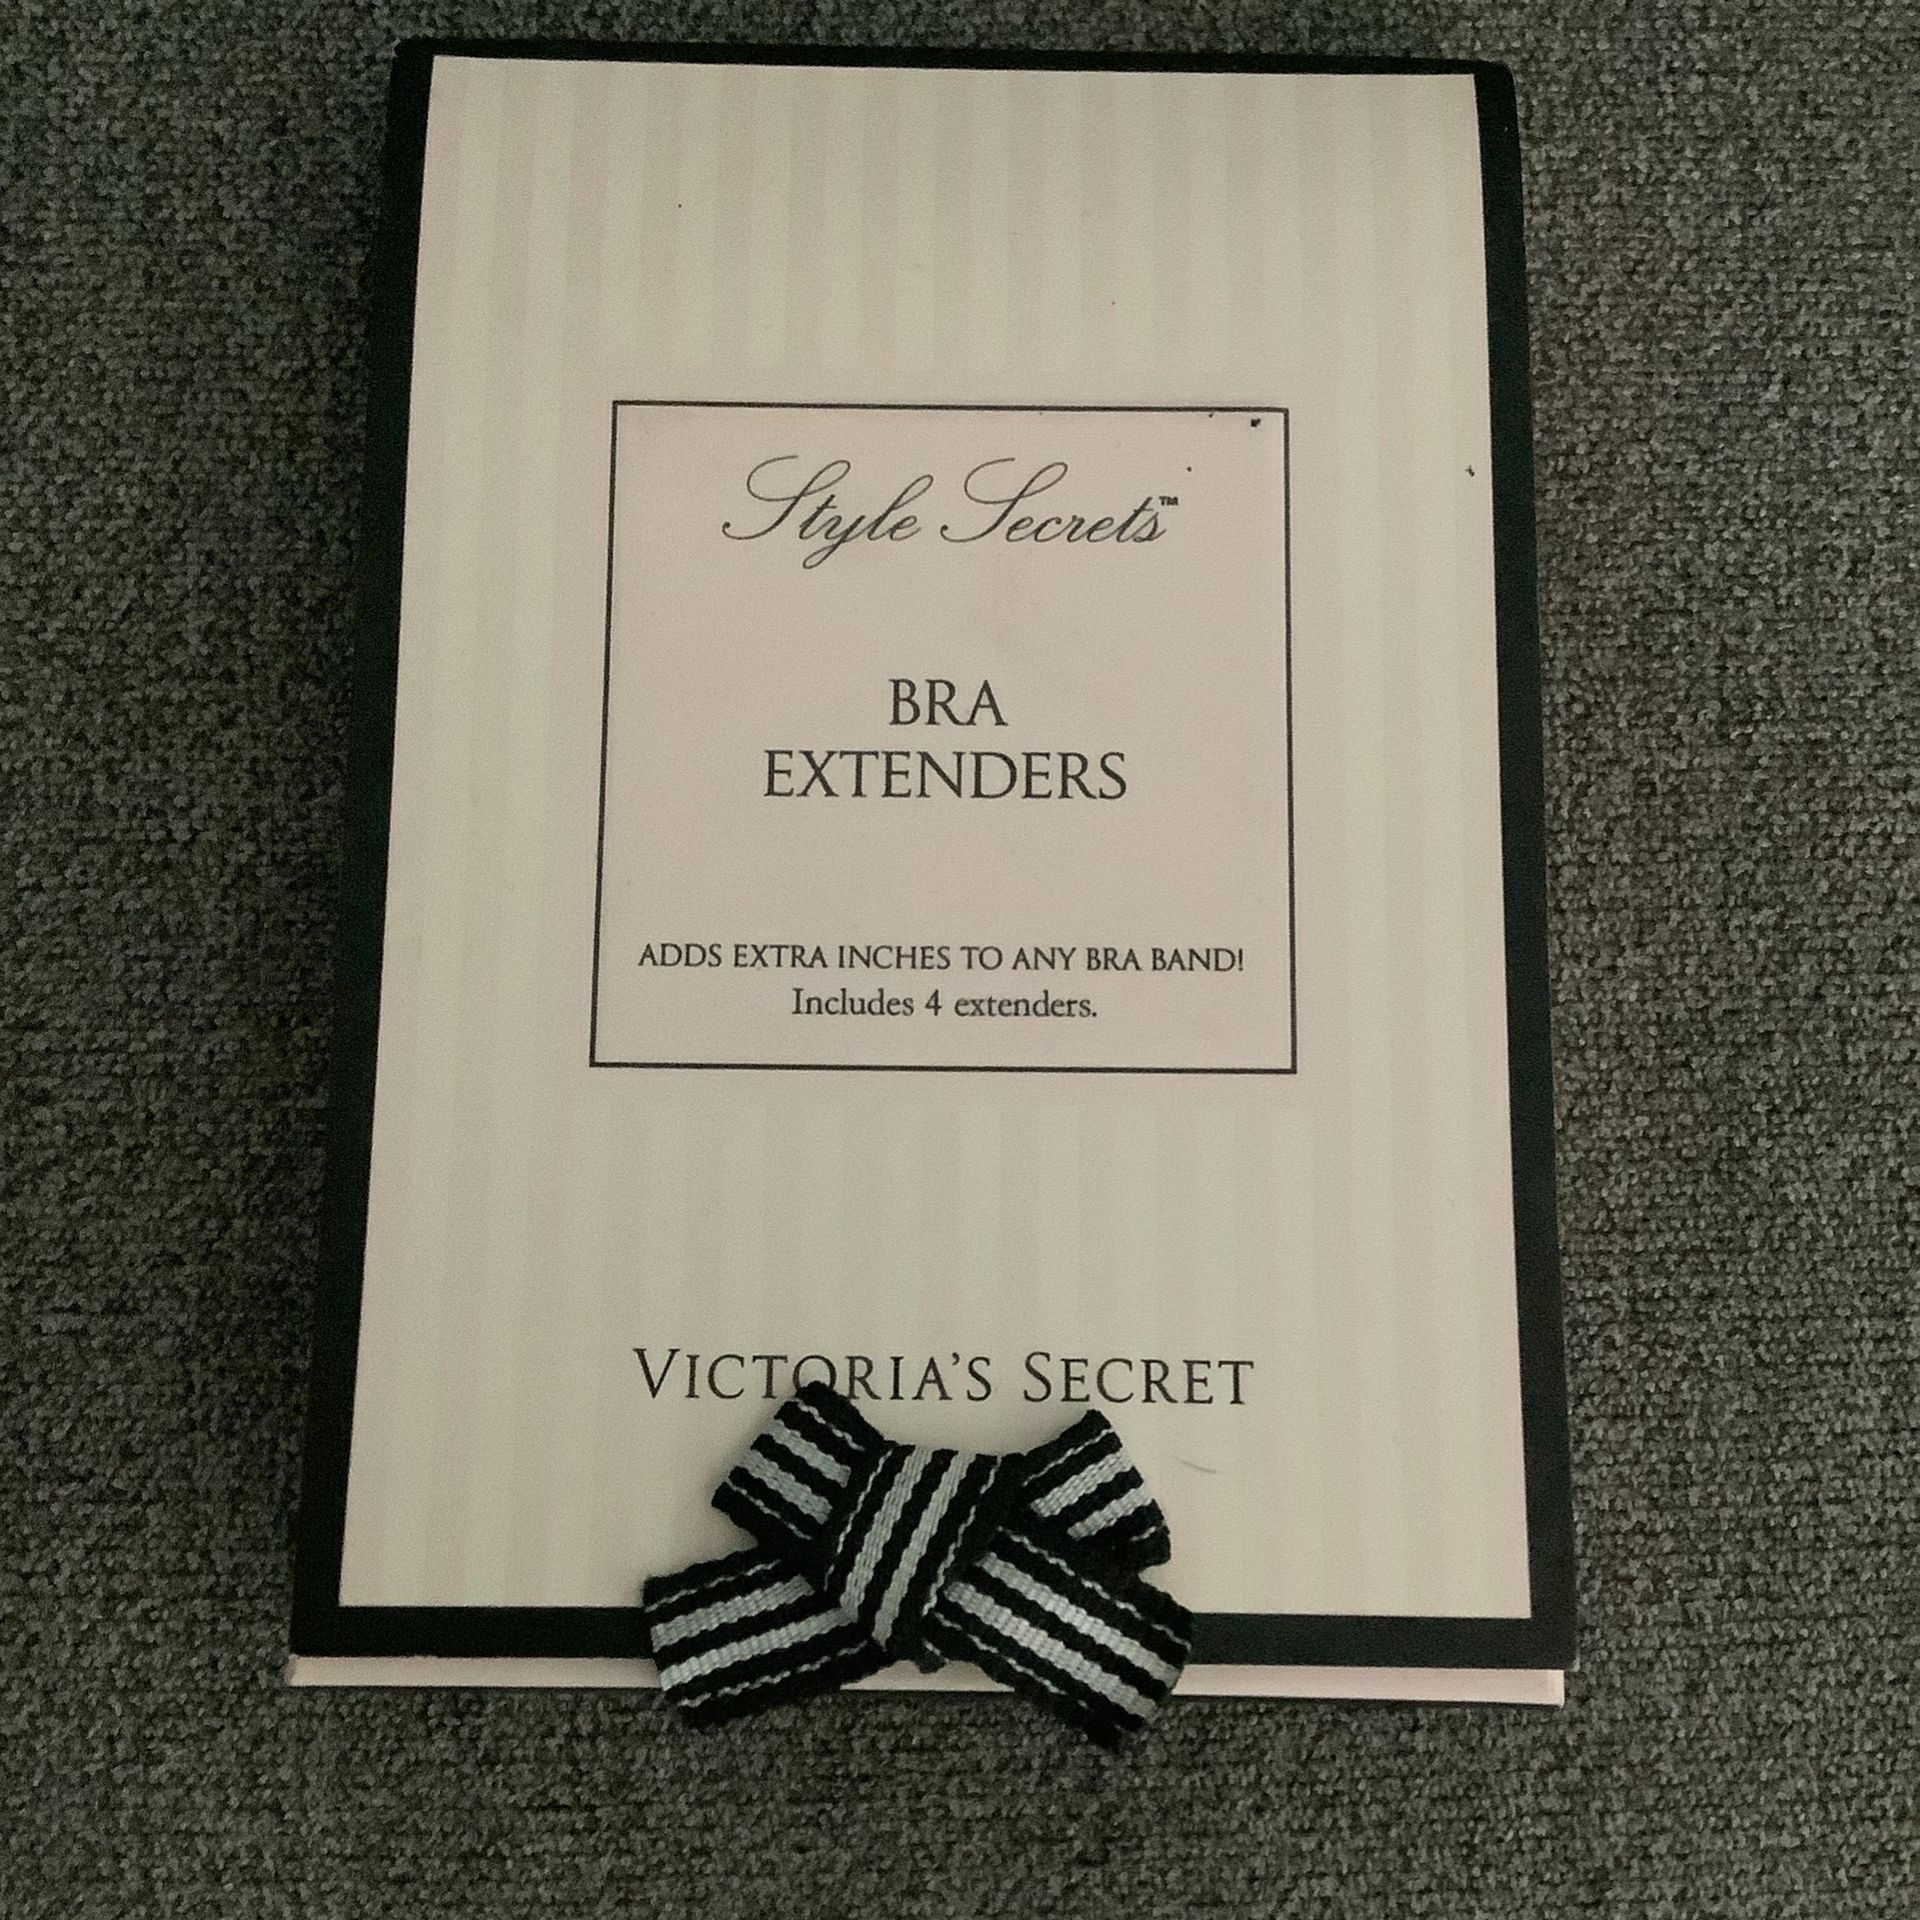 Style Secrets™
BRA
EXTENDERS
ADDS EXTRA INCHES TO ANY BRA BAND!
Includes 4 extenders.
VICTORIA'S SECRET